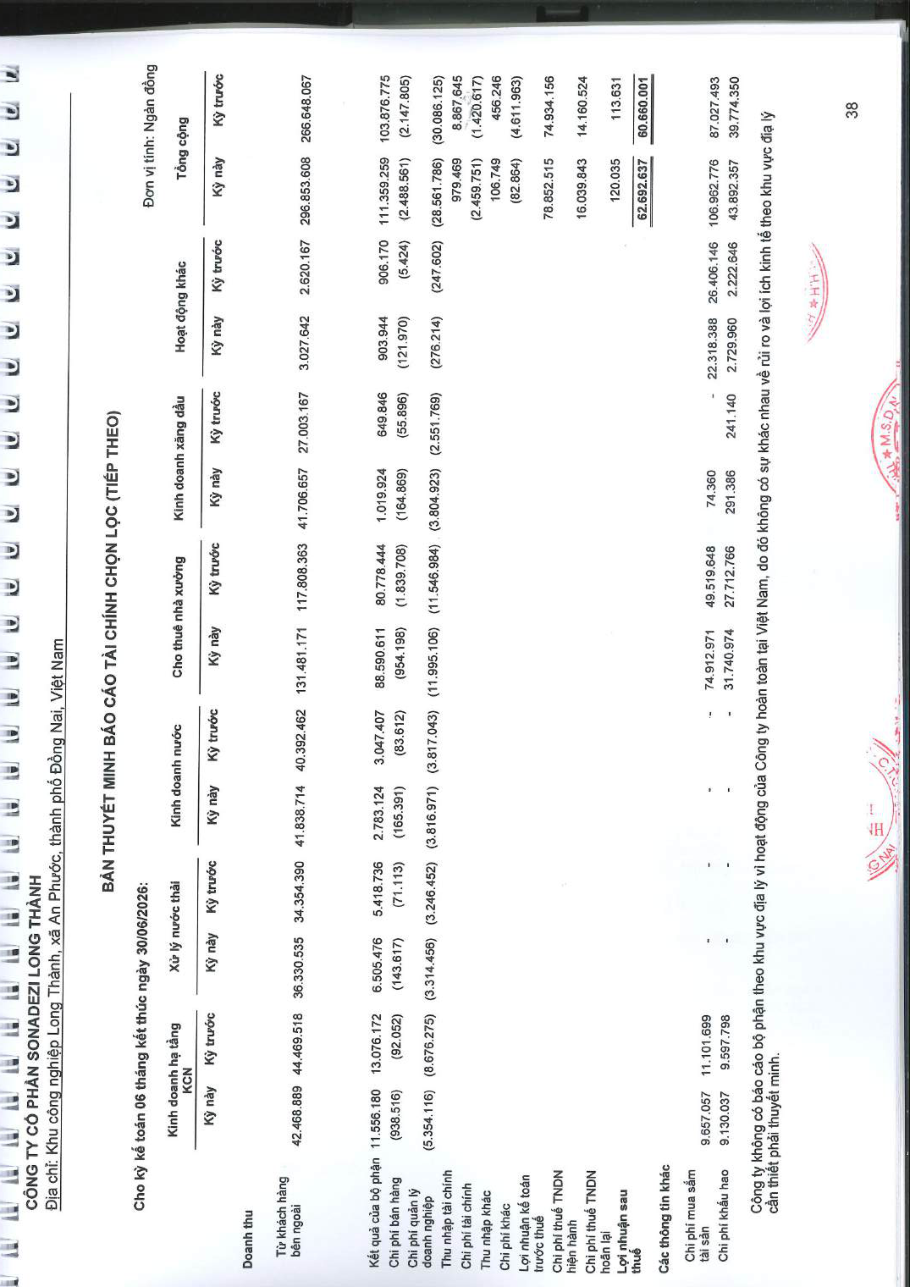 CÔNG TY CỔ PHẦN SONADEZI LONG THÀNH
Địa chỉ: Khu công nghiệp Long Thành, xã An Phước, thành phố Đồng Nai, Việt Nam
BẢN THUYẾT MINH BÁO CÁO TÀI CHÍNH CHỌN LỌC (TIẾP THEO)
Cho kỳ kế toán 06 tháng kết thúc ngày 30/06/2026:
Đơn vị tính: Ngàn đồng
Kinh doanh hạ tầng KCN Xử lý nước thải Kinh doanh nước Cho thuê nhà xưởng Kinh doanh xăng dầu Hoạt động khác Tổng cộng
Kỳ này Kỳ trước Kỳ này Kỳ trước Kỳ này Kỳ trước Kỳ này Kỳ trước Kỳ này Kỳ trước Kỳ này Kỳ trước Kỳ này Kỳ trước
Doanh thu
Từ khách hàng bên ngoài 42.468.889 44.469.518 36.330.535 34.354.390 41.838.714 40.392.462 131.481.171 117.808.363 41.706.657 27.003.167 3.027.642 2.620.167 296.853.608 266.648.067
Kết quả của bộ phận 11.556.180 13.076.172 6.505.476 5.418.736 2.783.124 3.047.407 88.590.611 80.778.444 1.019.924 649.846 903.944 906.170 111.359.259 103.876.775
Chi phí bán hàng (938.516) (92.052) (143.617) (71.113) (165.391) (83.612) (954.198) (1.839.708) (164.869) (55.896) (121.970) (5.424) (2.488.561) (2.147.805)
Chi phí quản lý doanh nghiệp (5.354.116) (8.676.275) (3.314.456) (3.246.452) (3.816.971) (3.817.043) (11.995.106) (11.546.984) (3.804.923) (2.551.769) (276.214) (247.602) (28.561.786) (30.086.125)
Thu nhập tài chính 979.469 8.867.645
Chi phí tài chính (2.459.751) (1.420.617)
Thu nhập khác 106.749 456.246
Chi phí khác (82.864) (4.611.963)
Lợi nhuận kế toán trước thuế 78.852.515 74.934.156
Chi phí thuế TNDN hiện hành 16.039.843 14.160.524
Chi phí thuế TNDN hoãn lại 120.035 113.631
Lợi nhuận sau thuế 62.692.637 60.660.001
Các thông tin khác
Chi phí mua sắm tài sản 9.657.057 11.101.699 - - - - 74.912.971 49.519.648 74.360 - 22.318.388 26.406.146 106.962.776 87.027.493
Chi phí khấu hao 9.130.037 9.597.798 - - - - 31.740.974 27.712.766 291.386 241.140 2.729.960 2.222.646 43.892.357 39.774.350
Công ty không có báo cáo bộ phận theo khu vực địa lý vì hoạt động của Công ty hoàn toàn tại Việt Nam, do đó không có sự khác nhau về rủi ro và lợi ích kinh tế theo khu vực địa lý
cần thiết phải thuyết minh.
38
★ M.S.D.N